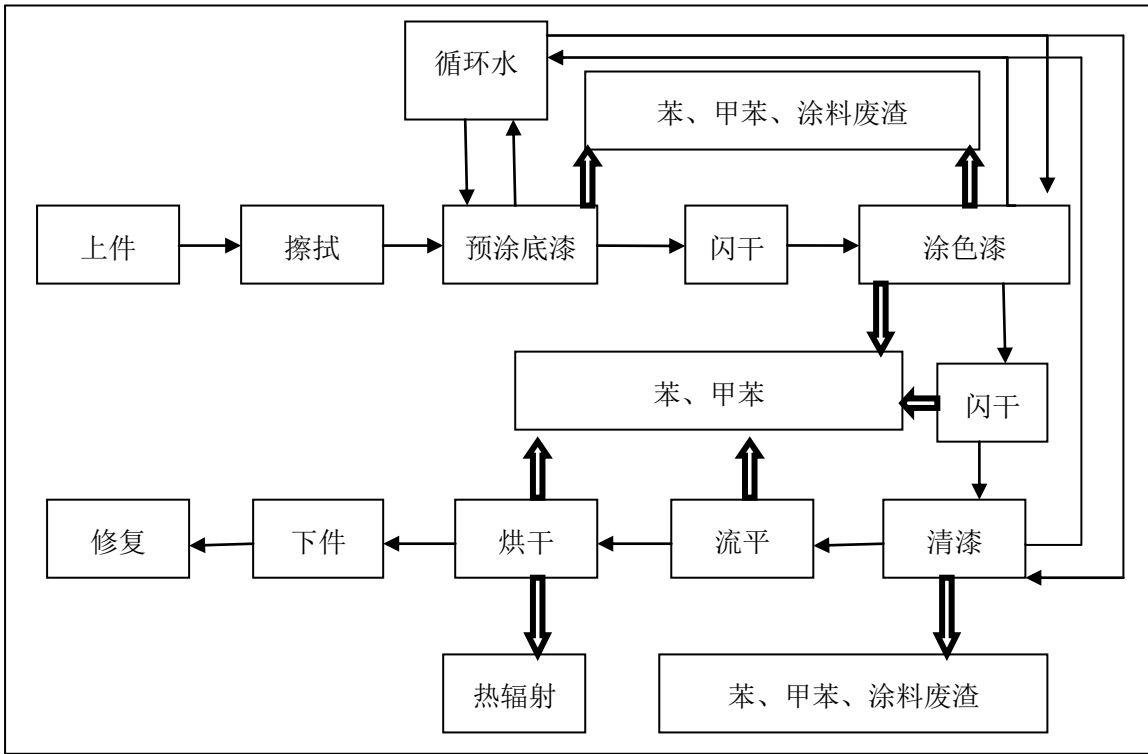 循环水
苯、甲苯、涂料废渣
上件
擦拭
预涂底漆
闪干
涂色漆
苯、甲苯
闪干
修复
下件
烘干
流平
清漆
热辐射
苯、甲苯、涂料废渣